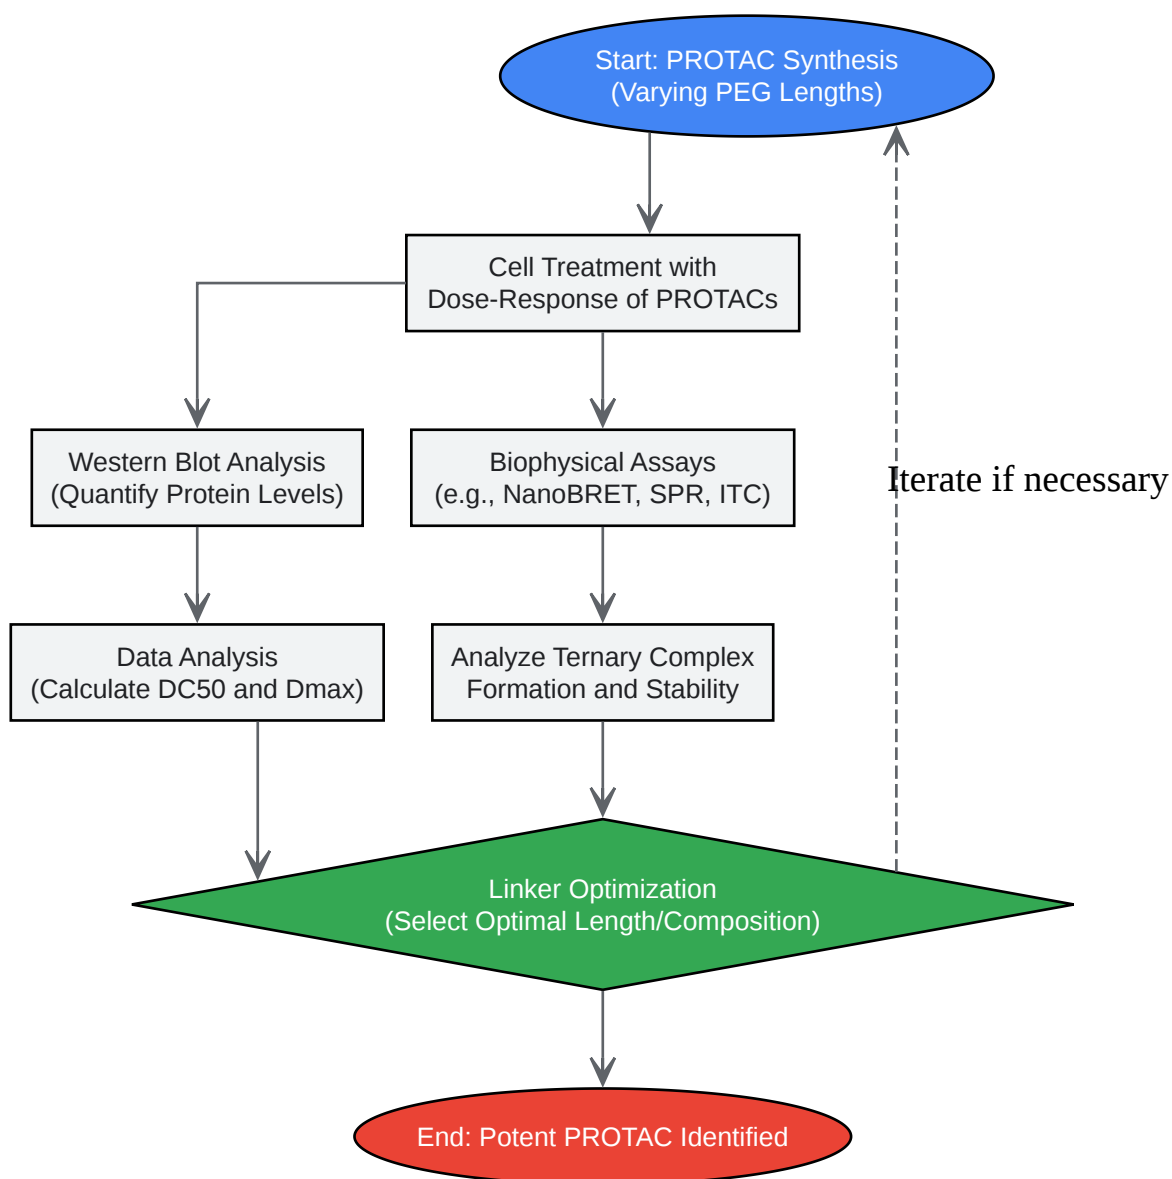 Start: PROTAC Synthesis
(Varying PEG Lengths)
Cell Treatment with
Dose-Response of PROTACs
Western Blot Analysis
(Quantify Protein Levels)
Biophysical Assays
(e.g., NanoBRET, SPR, ITC)
Iterate if necessary
Data Analysis
(Calculate DC50 and Dmax)
Analyze Ternary Complex
Formation and Stability
Linker Optimization
(Select Optimal Length/Composition)
End: Potent PROTAC Identified